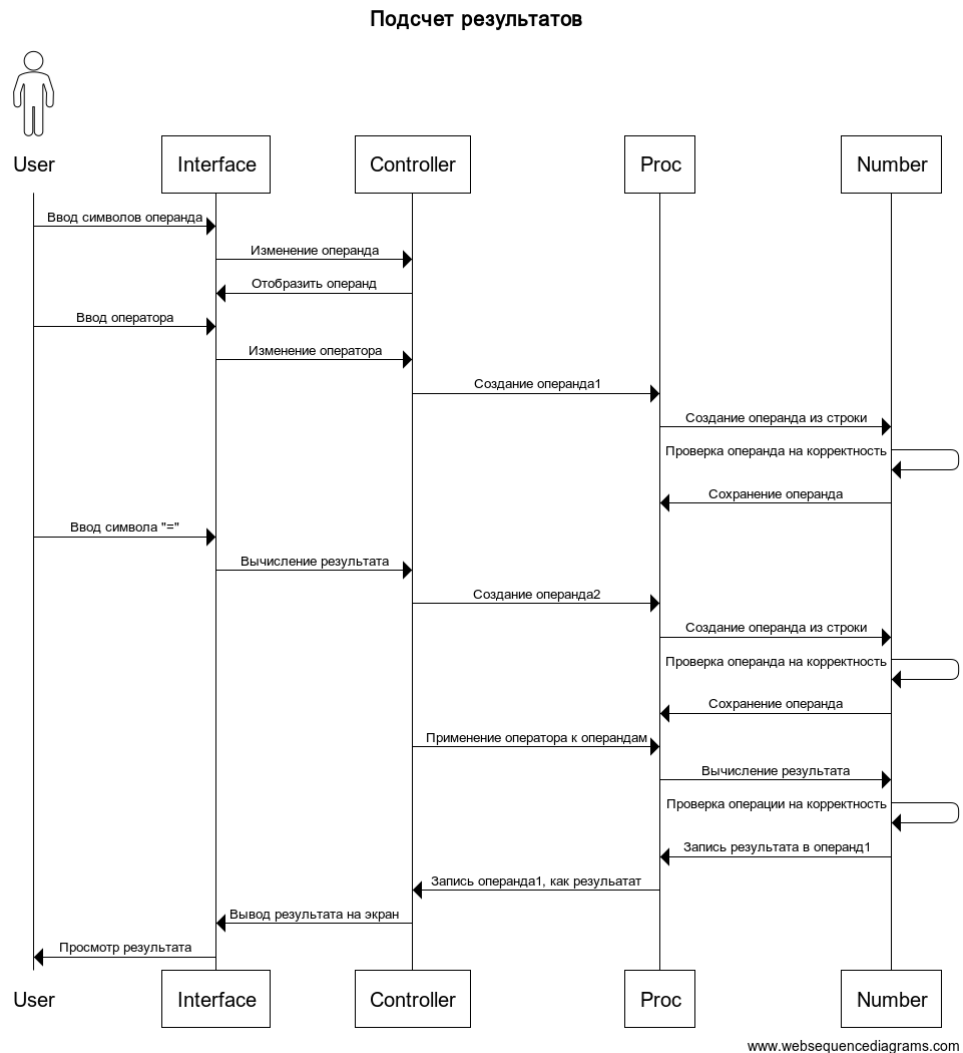 Подсчет результатов
User
Interface
Controller
Proc
Number
Ввод символов операнда
Изменение операнда
Отобразить операнд
Ввод оператора
Изменение оператора
Создание операнда1
Создание операнда из строки
Проверка операнда на корректность
Сохранение операнда
Ввод символа "="
Вычисление результата
Создание операнда2
Создание операнда из строки
Проверка операнда на корректность
Сохранение операнда
Применение оператора к операндам
Вычисление результата
Проверка операции на корректность
Запись результата в операнд1
Запись операнда1, как резульатат
Вывод результата на экран
Просмотр результата
User
Interface
Controller
Proc
Number
www.websequencediagrams.com